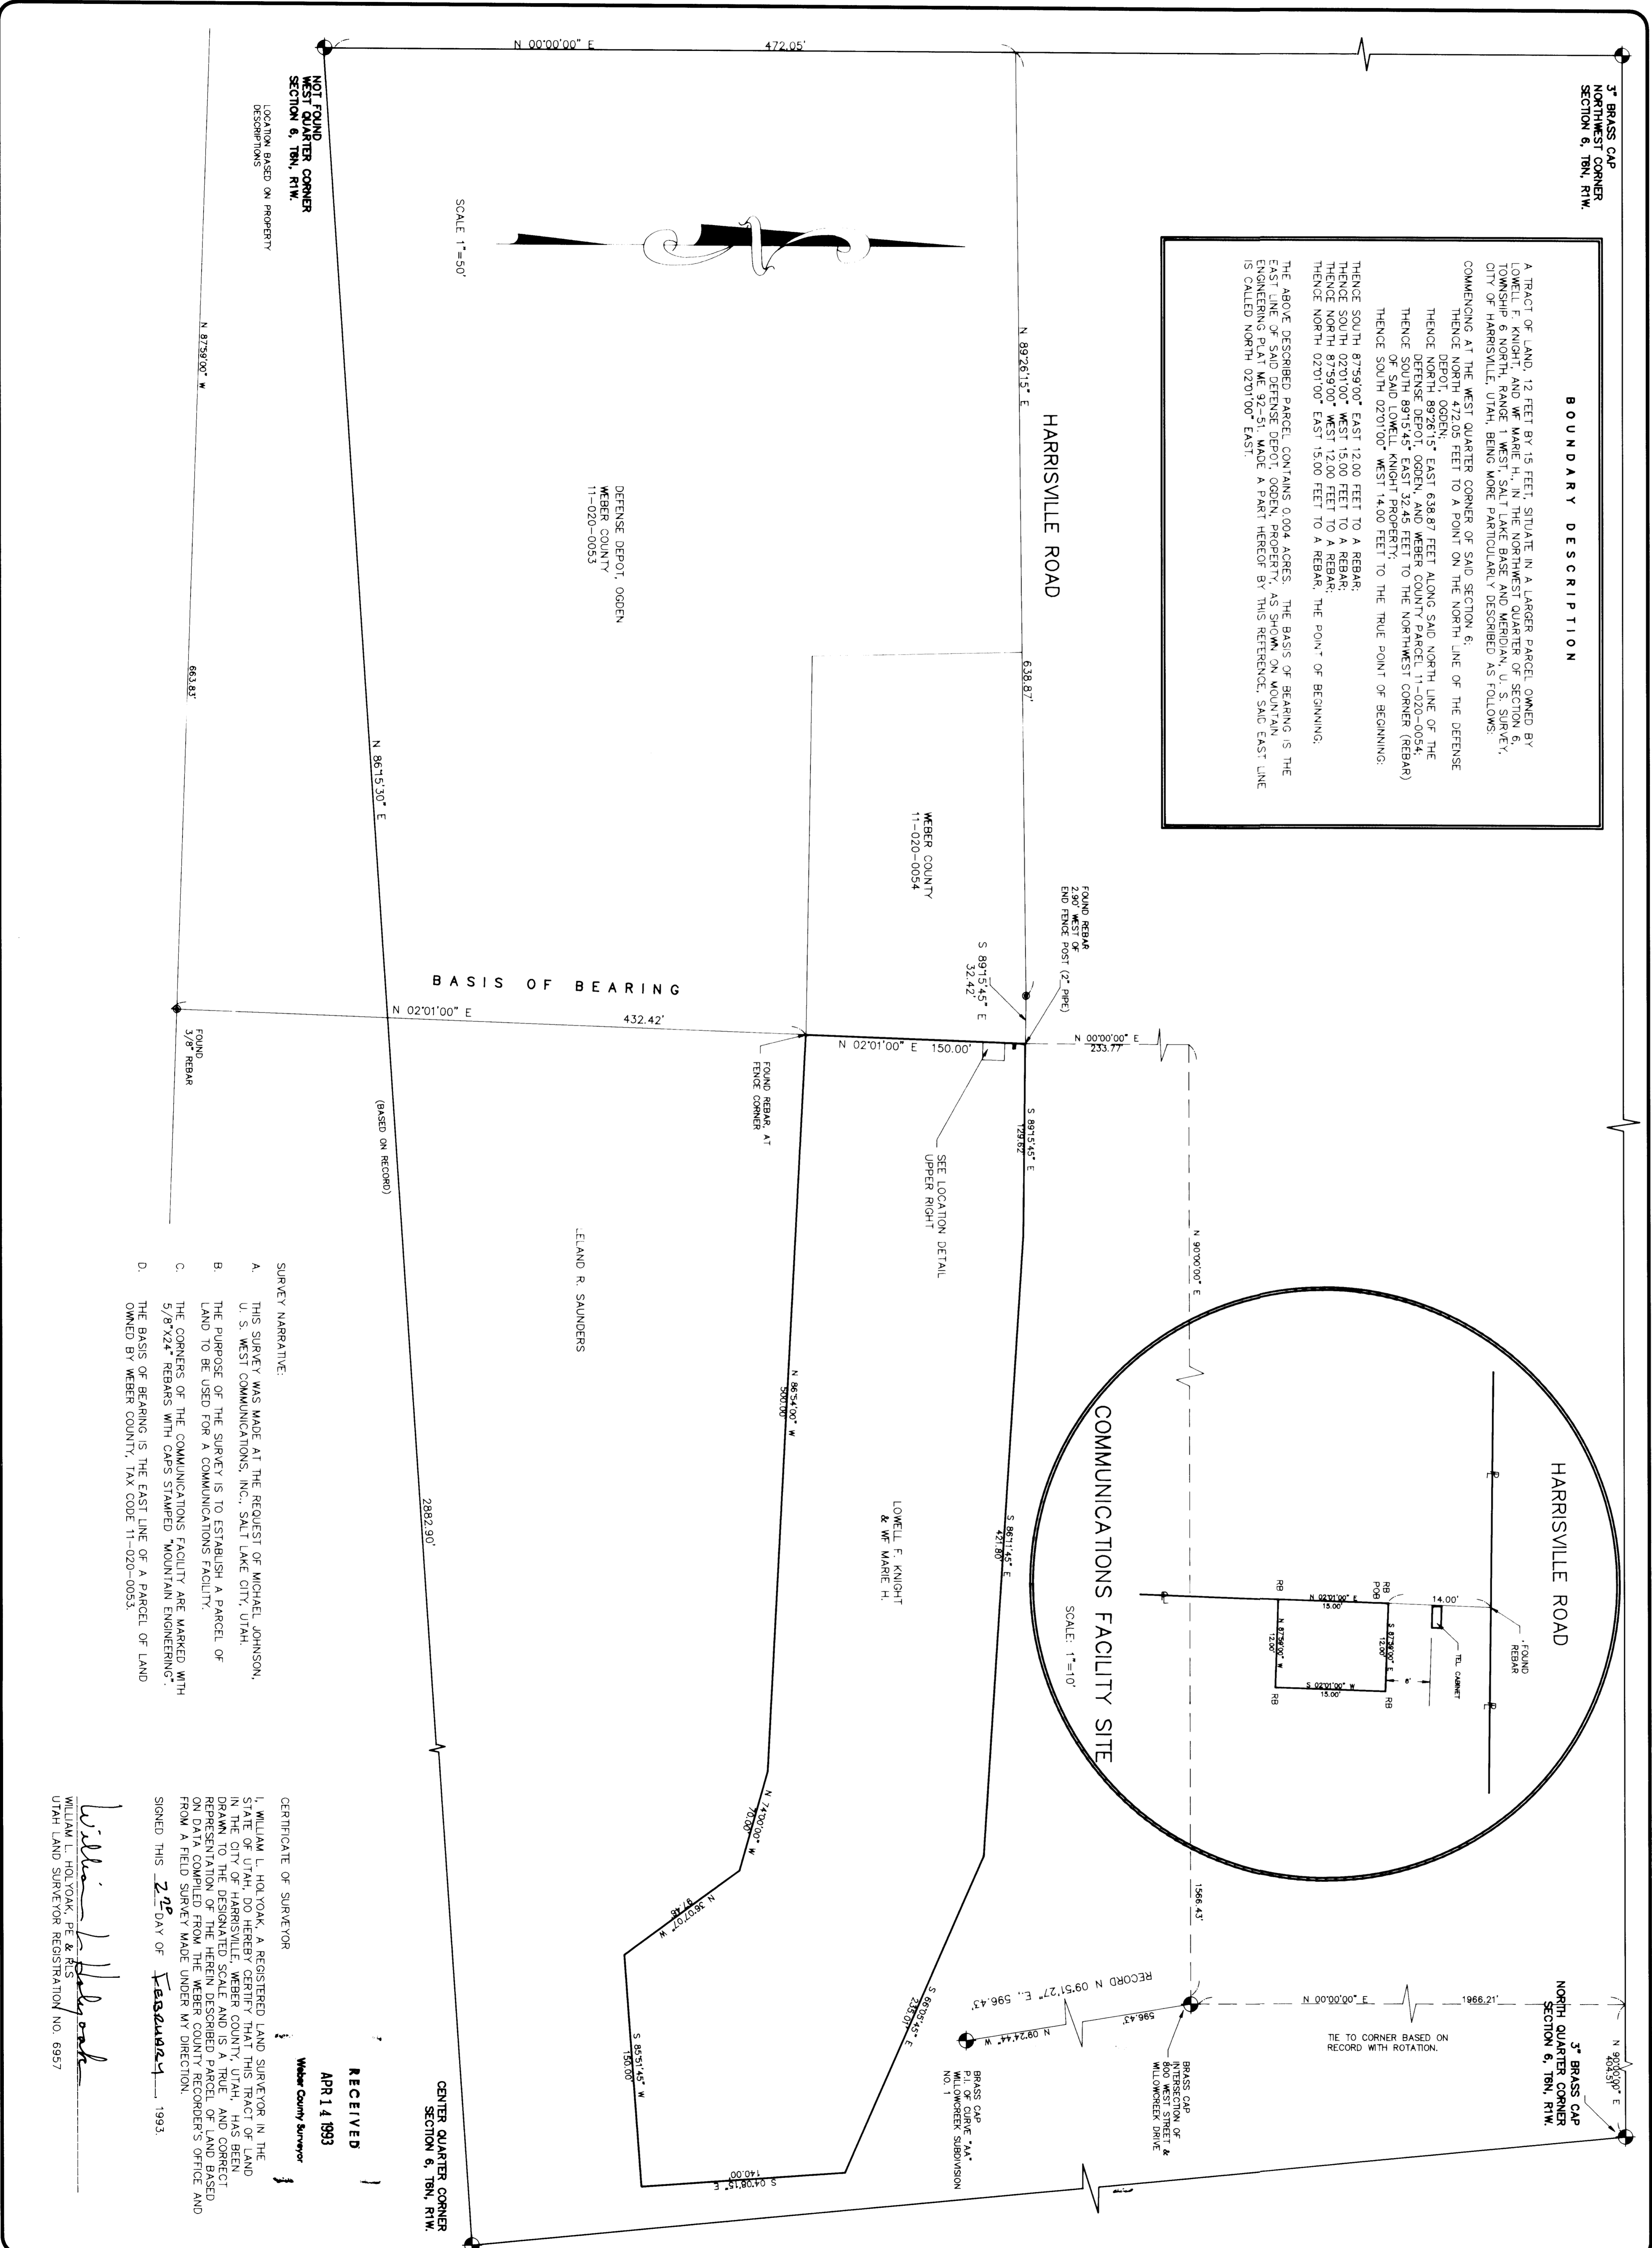 3" BRASS CAP
NORTHWEST CORNER
SECTION 6, T6N, R1W.
BOUNDARY DESCRIPTION
A TRACT OF LAND, 12 FEET BY 15 FEET, SITUATE IN A LARGER PARCEL OWNED BY
LOWELL F. KNIGHT, AND WF MARIE H., IN THE NORTHWEST QUARTER OF SECTION 6,
TOWNSHIP 6 NORTH, RANGE 1 WEST, SALT LAKE BASE AND MERIDIAN, U. S. SURVEY,
CITY OF HARRISVILLE, UTAH, BEING MORE PARTICULARLY DESCRIBED AS FOLLOWS:
COMMENCING AT THE WEST QUARTER CORNER OF SAID SECTION 6;
THENCE NORTH 472.05 FEET TO A POINT ON THE NORTH LINE OF THE DEFENSE
DEPOT, OGDEN;
THENCE NORTH 89°26'15" EAST 638.87 FEET ALONG SAID NORTH LINE OF THE
DEFENSE DEPOT, OGDEN, AND WEBER COUNTY PARCEL 11-020-0054;
THENCE SOUTH 89°15'45" EAST 32.45 FEET TO THE NORTHWEST CORNER (REBAR)
OF SAID LOWELL KNIGHT PROPERTY;
THENCE SOUTH 02°01'00" WEST 14.00 FEET TO THE TRUE POINT OF BEGINNING;
THENCE SOUTH 87°59'00" EAST 12.00 FEET TO A REBAR;
THENCE SOUTH 02°01'00" WEST 15.00 FEET TO A REBAR;
THENCE NORTH 87°59'00" WEST 12.00 FEET TO A REBAR;
THENCE NORTH 02°01'00" EAST 15.00 FEET TO A REBAR, THE POINT OF BEGINNING;
THE ABOVE DESCRIBED PARCEL CONTAINS 0.004 ACRES. THE BASIS OF BEARING IS THE
EAST LINE OF SAID DEFENSE DEPOT, OGDEN, PROPERTY, AS SHOWN ON MOUNTAIN
ENGINEERING PLAT ME 92-51, MADE A PART HEREOF BY THIS REFERENCE, SAID EAST LINE
IS CALLED NORTH 02°01'00" EAST.
N 90°00'00" E
404.51'
3" BRASS CAP
NORTH QUARTER CORNER
SECTION 6, T6N, R1W.
N 00°00'00" E
1966.21'
TIE TO CORNER BASED ON
RECORD WITH ROTATION.
HARRISVILLE ROAD
FOUND
REBAR
14.00'
TEL. CABINET
RB
POB
S 87°59'00" E
12.00'
6'
RB
N 02°01'00" E
15.00'
S 02°01'00" W
15.00'
RB
N 87°59'00" W
12.00'
RB
COMMUNICATIONS FACILITY SITE
SCALE: 1"=10'
N 90°00'00" E
1566.43'
BRASS CAP
INTERSECTION OF
800 WEST STREET &
WILLOWCREEK DRIVE
596.43'
N 09°24'44" W
RECORD N 09°51'27" E., 596.43'
BRASS CAP
P.I. OF CURVE "AA"
WILLOWCREEK SUBDIVISION
NO. 1
N 00°00'00" E
233.77'
HARRISVILLE ROAD
N 89°26'15" E
638.87'
FOUND REBAR
2.90' WEST OF
END FENCE POST (2" PIPE)
S 89°15'45" E
32.42'
S 89°15'45" E
129.62'
S 86°11'45" E
421.80'
S 66°05'45" E
235.07'
S 04°08'15" E
140.00
S 85°51'45" W
150.00'
N 36°07'07" W
97.46
N 74°00'00" W
70.00'
N 86°54'00" W
500.00
LOWELL F. KNIGHT
& WF MARIE H.
SEE LOCATION DETAIL
UPPER RIGHT
N 02°01'00" E 150.00'
FOUND REBAR, AT
FENCE CORNER
WEBER COUNTY
11-020-0054
DEFENSE DEPOT, OGDEN
WEBER COUNTY
11-020-0053
N 00°00'00" E
472.05'
SCALE 1"=50'
BASIS OF BEARING
N 02°01'00" E
432.42'
LELAND R. SAUNDERS
N 86°15'30" E
(BASED ON RECORD)
2882.90'
NOT FOUND
WEST QUARTER CORNER
SECTION 6, T6N, R1W.
LOCATION BASED ON PROPERTY
DESCRIPTIONS
N 87°59'00" W
663.83'
FOUND
3/8" REBAR
CENTER QUARTER CORNER
SECTION 6, T6N, R1W.
SURVEY NARRATIVE:
A. THIS SURVEY WAS MADE AT THE REQUEST OF MICHAEL JOHNSON,
U. S. WEST COMMUNICATIONS, INC., SALT LAKE CITY, UTAH.
B. THE PURPOSE OF THE SURVEY IS TO ESTABLISH A PARCEL OF
LAND TO BE USED FOR A COMMUNICATIONS FACILITY.
C. THE CORNERS OF THE COMMUNICATIONS FACILITY ARE MARKED WITH
5/8"X24" REBARS WITH CAPS STAMPED "MOUNTAIN ENGINEERING".
D. THE BASIS OF BEARING IS THE EAST LINE OF A PARCEL OF LAND
OWNED BY WEBER COUNTY, TAX CODE 11-020-0053.
CERTIFICATE OF SURVEYOR
I, WILLIAM L. HOLYOAK, A REGISTERED LAND SURVEYOR IN THE
STATE OF UTAH, DO HEREBY CERTIFY THAT THIS TRACT OF LAND
IN THE CITY OF HARRISVILLE, WEBER COUNTY, UTAH, HAS BEEN
DRAWN TO THE DESIGNATED SCALE AND IS A TRUE AND CORRECT
REPRESENTATION OF THE HEREIN DESCRIBED PARCEL OF LAND BASED
ON DATA COMPILED FROM THE WEBER COUNTY RECORDER'S OFFICE AND
FROM A FIELD SURVEY MADE UNDER MY DIRECTION.
SIGNED THIS 2ND DAY OF FEBRUARY 1993.
William L. Holyoak
WILLIAM L. HOLYOAK, PE & RLS
UTAH LAND SURVEYOR REGISTRATION NO. 6957
RECEIVED
APR 14 1993
Weber County Surveyor